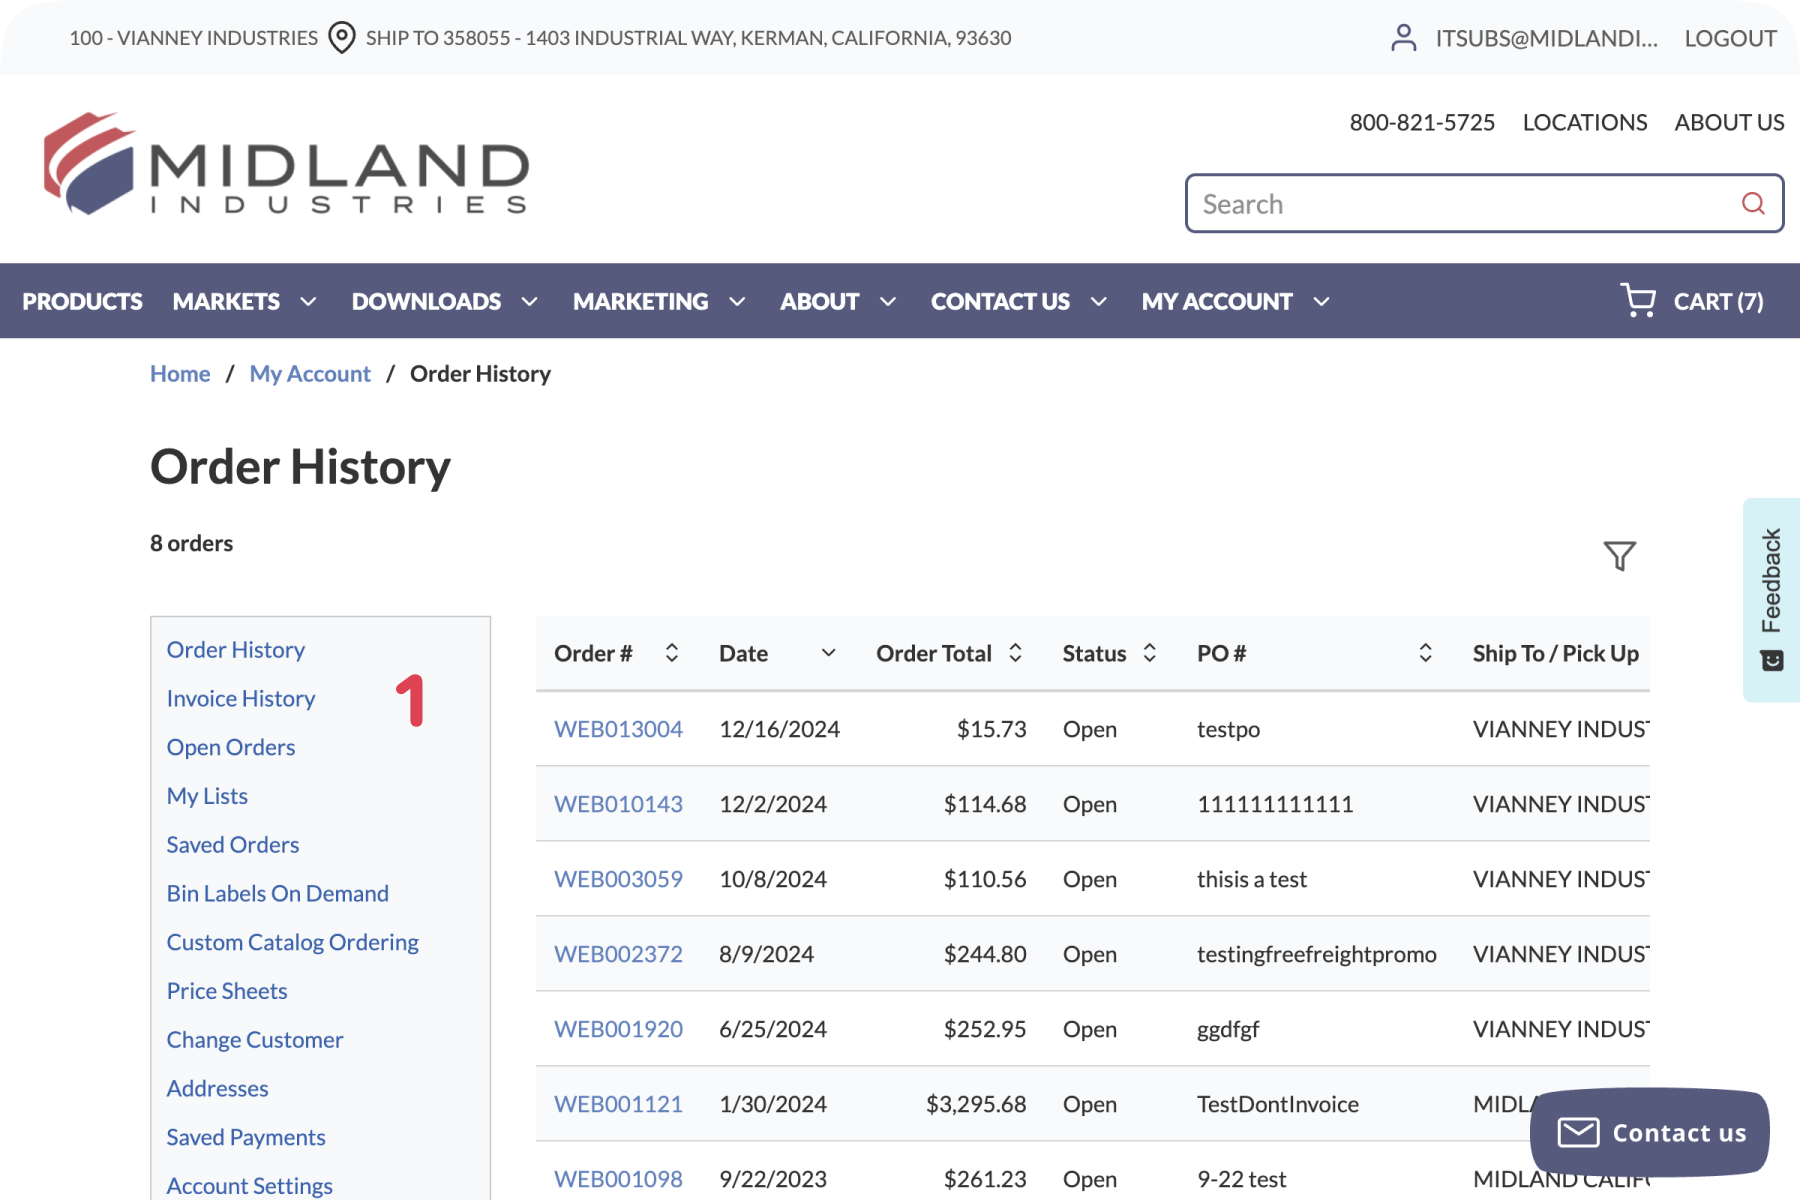 100 - VIANNEY INDUSTRIES SHIP TO 358055 - 1403 INDUSTRIAL WAY, KERMAN, CALIFORNIA, 93630 ITSUBS@MIDLANDI... LOGOUT
800-821-5725 LOCATIONS ABOUT US
MIDLAND
INDUSTRIES
Search
PRODUCTS MARKETS DOWNLOADS MARKETING ABOUT CONTACT US MY ACCOUNT CART (7)
Home / My Account / Order History
Order History
8 orders
Feedback
Order History
Invoice History
1
Open Orders
My Lists
Saved Orders
Bin Labels On Demand
Custom Catalog Ordering
Price Sheets
Change Customer
Addresses
Saved Payments
Account Settings
Order # Date Order Total Status PO # Ship To / Pick Up
WEB013004 12/16/2024 $15.73 Open testpo VIANNEY INDUST
WEB010143 12/2/2024 $114.68 Open 111111111111 VIANNEY INDUST
WEB003059 10/8/2024 $110.56 Open thisis a test VIANNEY INDUST
WEB002372 8/9/2024 $244.80 Open testingfreefreightpromo VIANNEY INDUST
WEB001920 6/25/2024 $252.95 Open ggdfgf VIANNEY INDUST
WEB001121 1/30/2024 $3,295.68 Open TestDontInvoice MIDLA
WEB001098 9/22/2023 $261.23 Open 9-22 test MIDLAND CALIF
Contact us